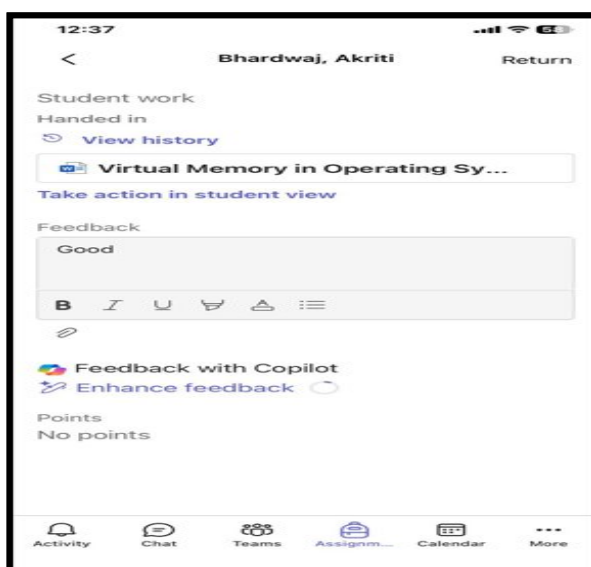 12:37
Bhardwaj, Akriti Return
Student work
Handed in
View history
Virtual Memory in Operating Sy...
Take action in student view
Feedback
Good
B I U A
Feedback with Copilot
Enhance feedback
Points
No points
Activity Chat Teams Assignm... Calendar More